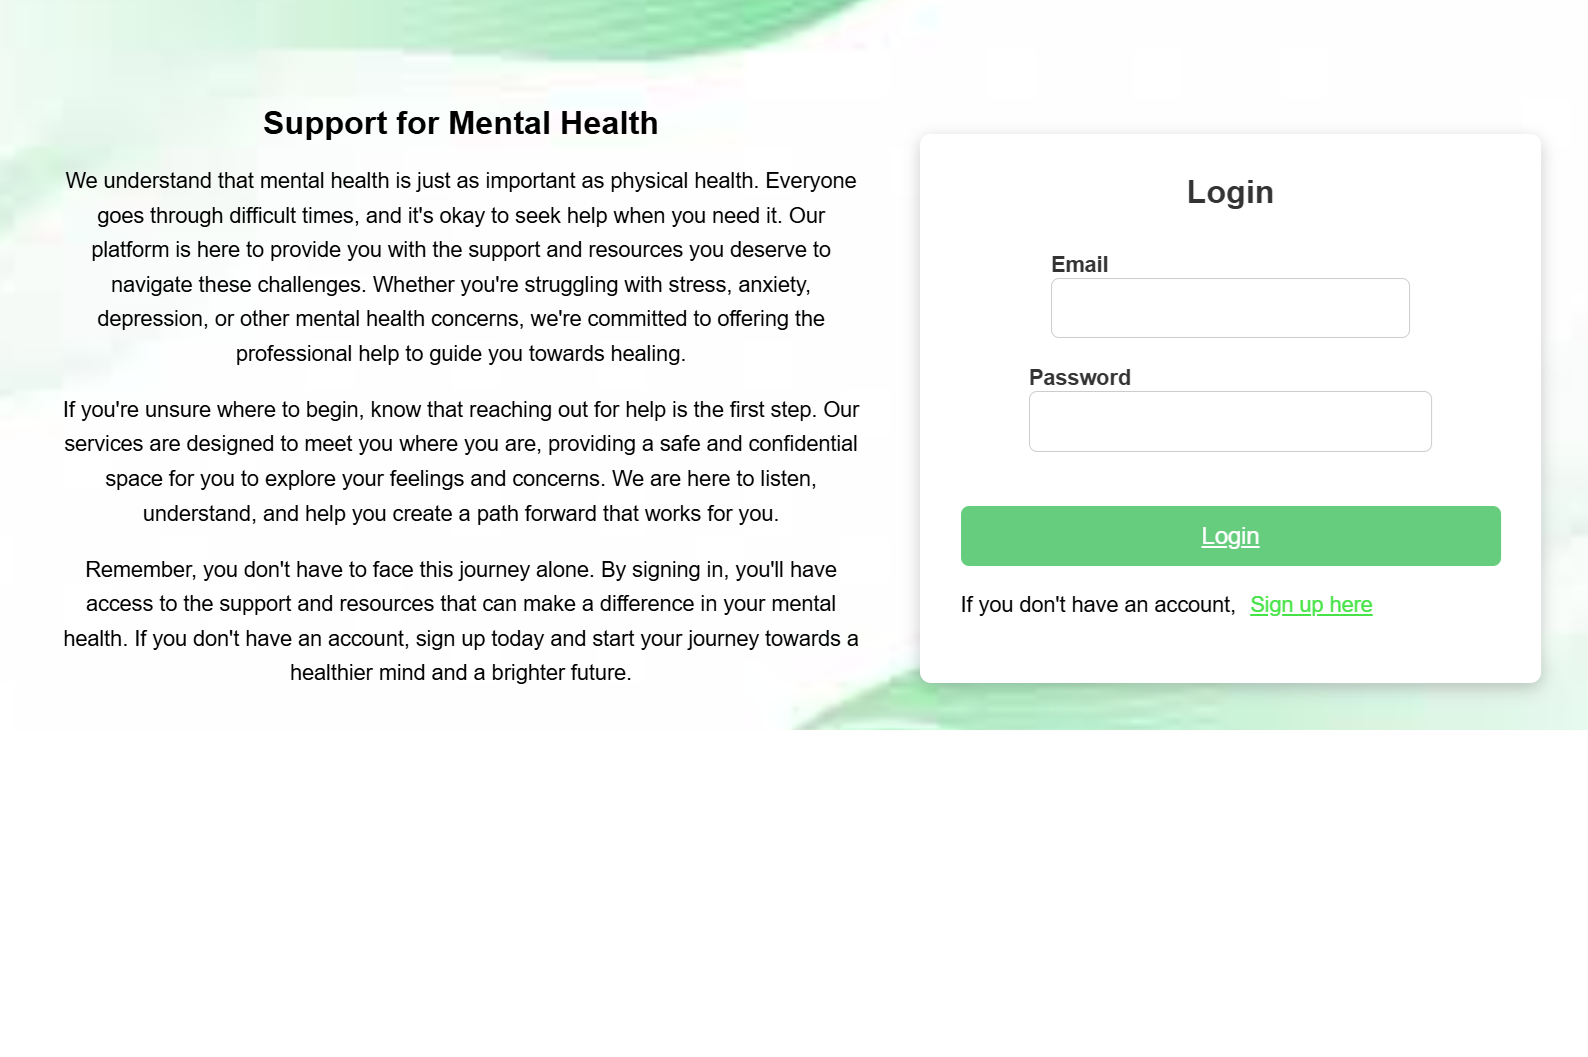 Support for Mental Health
We understand that mental health is just as important as physical health. Everyone
goes through difficult times, and it's okay to seek help when you need it. Our
platform is here to provide you with the support and resources you deserve to
navigate these challenges. Whether you're struggling with stress, anxiety,
depression, or other mental health concerns, we're committed to offering the
professional help to guide you towards healing.
If you're unsure where to begin, know that reaching out for help is the first step. Our
services are designed to meet you where you are, providing a safe and confidential
space for you to explore your feelings and concerns. We are here to listen,
understand, and help you create a path forward that works for you.
Remember, you don't have to face this journey alone. By signing in, you'll have
access to the support and resources that can make a difference in your mental
health. If you don't have an account, sign up today and start your journey towards a
healthier mind and a brighter future.
Login
Email
Password
Login
If you don't have an account, Sign up here